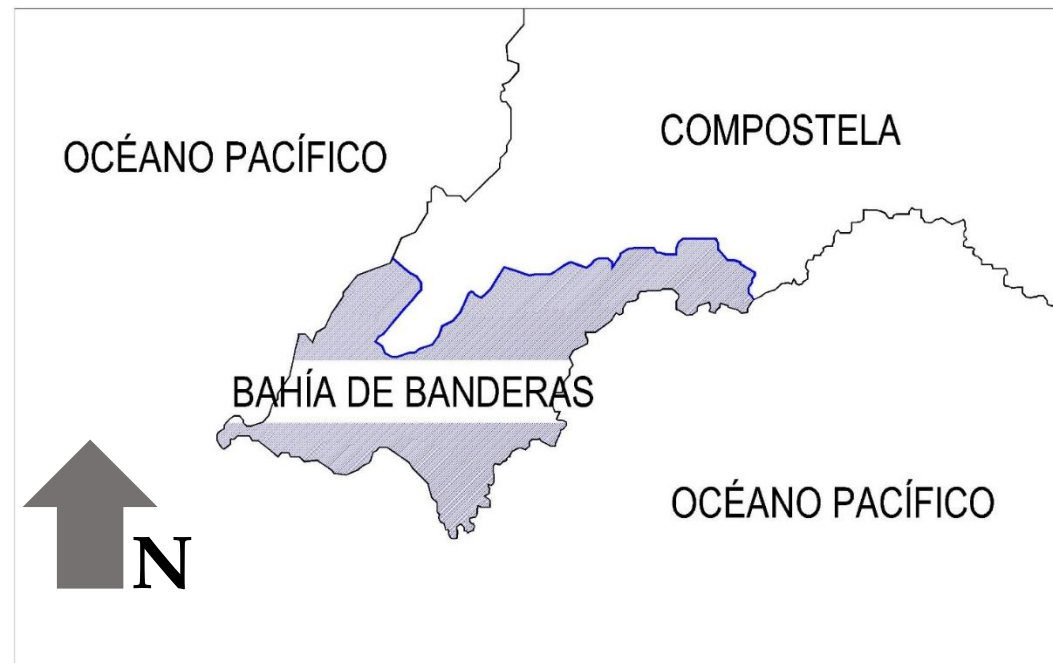 OCÉANO PACÍFICO
COMPOSTELA
BAHÍA DE BANDERAS
OCÉANO PACÍFICO
N